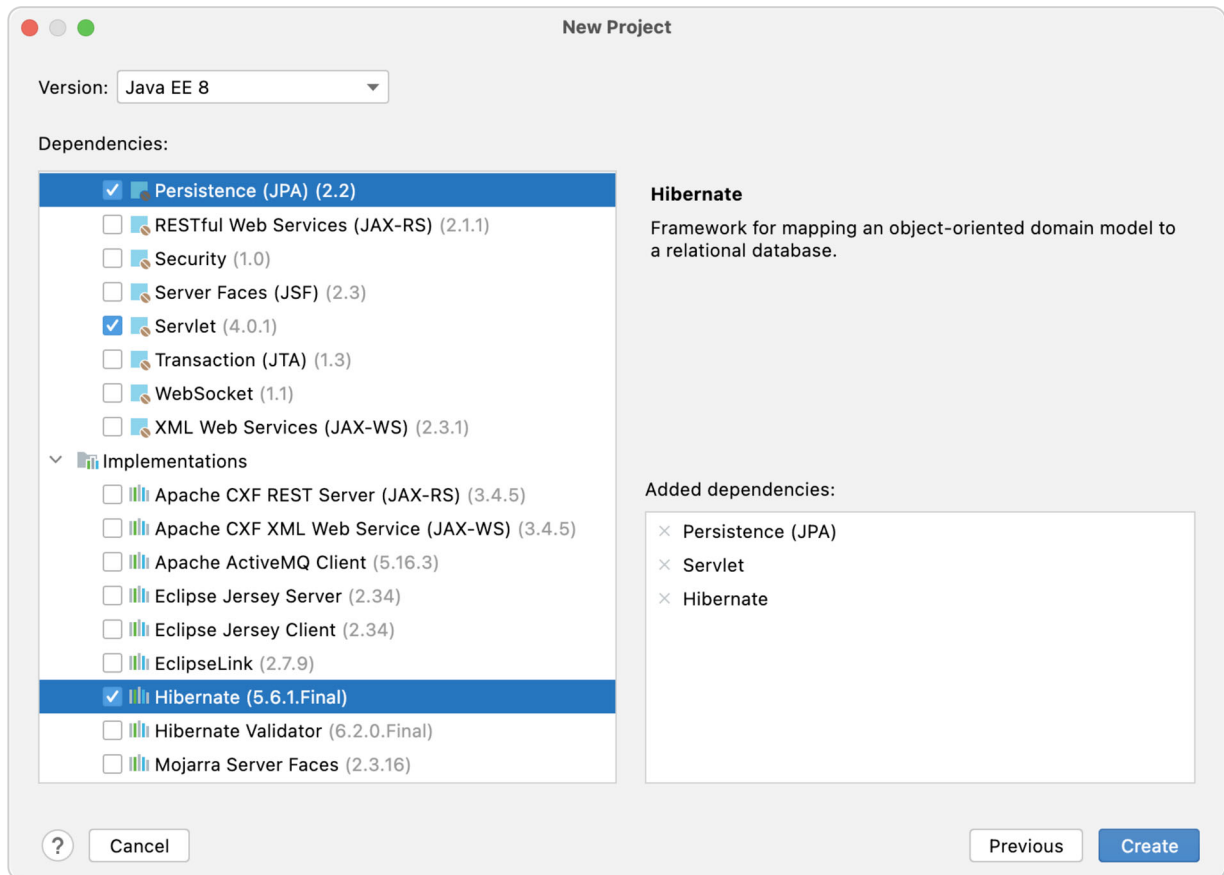 New Project
Version: Java EE 8
Dependencies:
Persistence (JPA) (2.2)
RESTful Web Services (JAX-RS) (2.1.1)
Security (1.0)
Server Faces (JSF) (2.3)
Servlet (4.0.1)
Transaction (JTA) (1.3)
WebSocket (1.1)
XML Web Services (JAX-WS) (2.3.1)
Implementations
Apache CXF REST Server (JAX-RS) (3.4.5)
Apache CXF XML Web Service (JAX-WS) (3.4.5)
Apache ActiveMQ Client (5.16.3)
Eclipse Jersey Server (2.34)
Eclipse Jersey Client (2.34)
EclipseLink (2.7.9)
Hibernate (5.6.1.Final)
Hibernate Validator (6.2.0.Final)
Mojarra Server Faces (2.3.16)
Hibernate
Framework for mapping an object-oriented domain model to
a relational database.
Added dependencies:
Persistence (JPA)
Servlet
Hibernate
? Cancel Previous Create